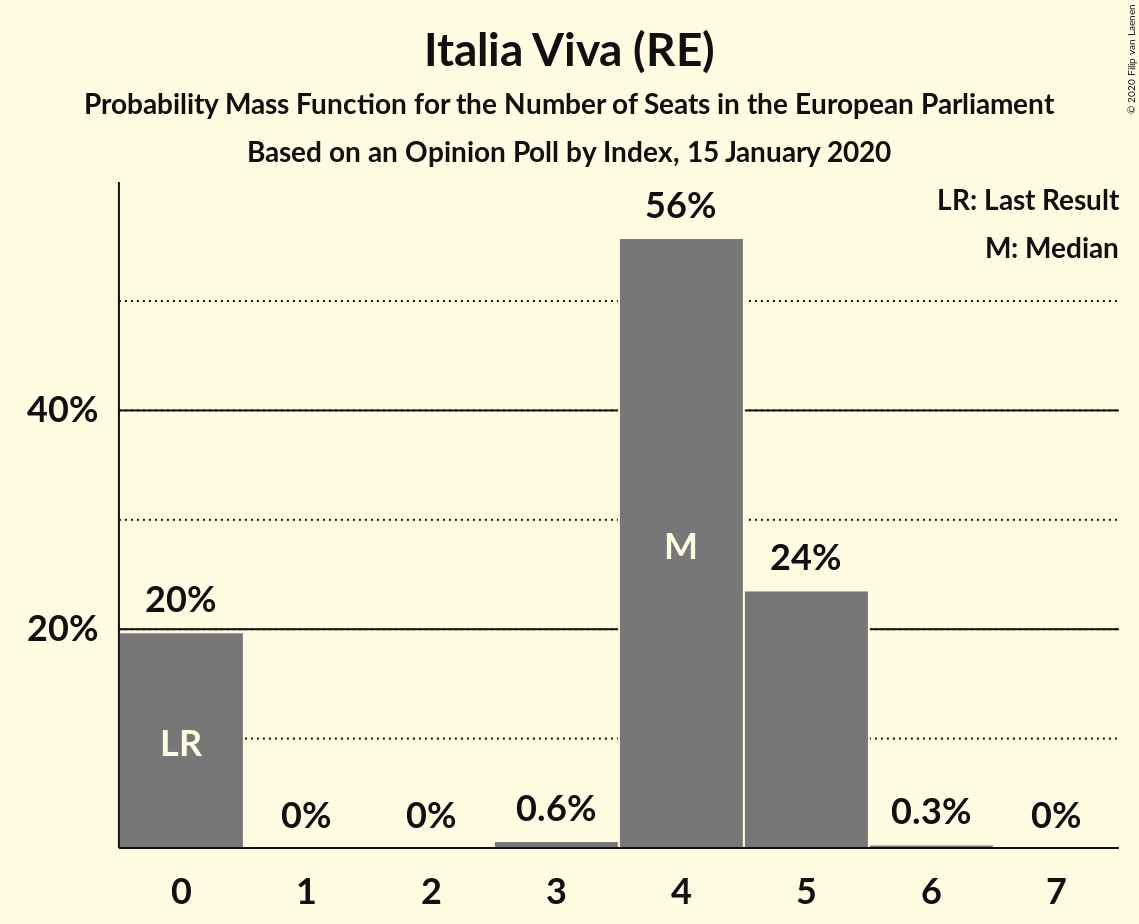 Italia Viva (RE)
Probability Mass Function for the Number of Seats in the European Parliament
Based on an Opinion Poll by Index, 15 January 2020
© 2020 Filip van Laenen
LR: Last Result
M: Median
56%
40%
M
24%
20%
20%
LR
0%
0%
0.6%
0.3%
0%
0 1 2 3 4 5 6 7